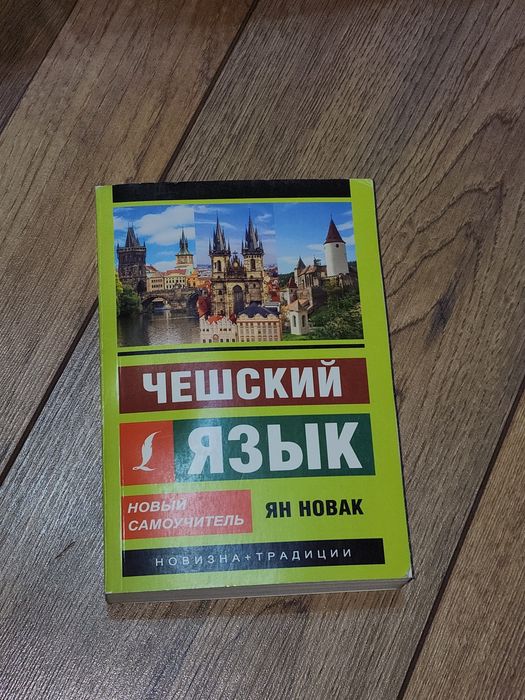 ЧЕШСКИЙ
ЯЗЫК
НОВЫЙ
САМОУЧИТЕЛЬ
ЯН НОВАК
НОВИЗНА+ТРАДИЦИИ